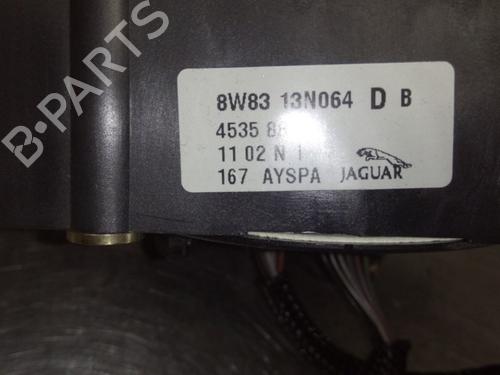 8W83 13N064 D B
4535
11 02 N
167 AYSPA JAGUAR
B-PARTS